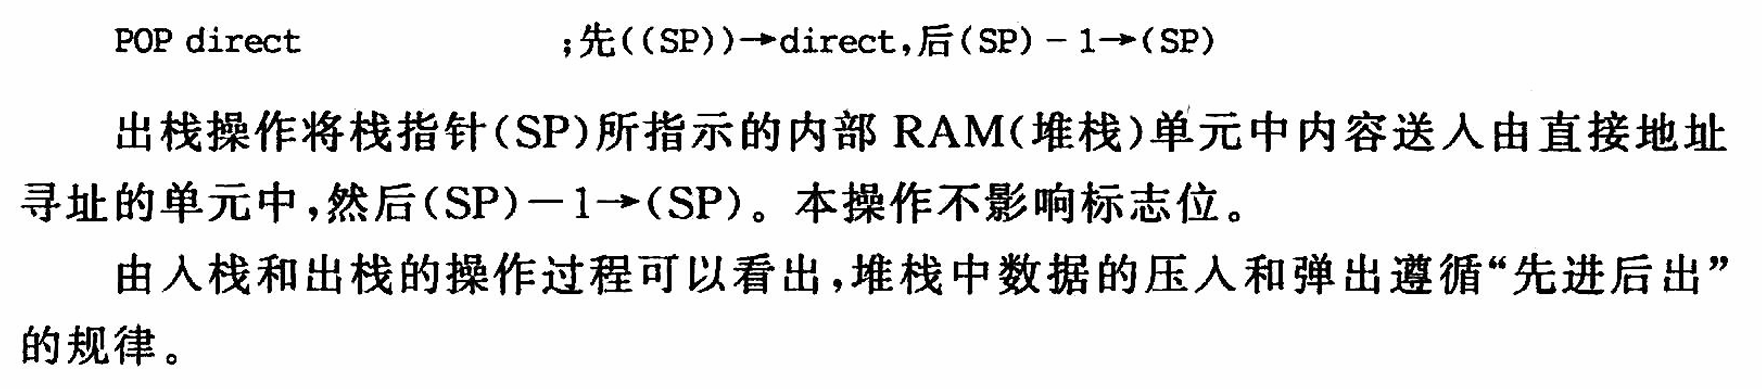 POP direct ;先((SP))→direct,后(SP)-1→(SP)
出栈操作将栈指针(SP)所指示的内部 RAM(堆栈)单元中内容送入由直接地址
寻址的单元中,然后(SP)-1→(SP)。本操作不影响标志位。
由入栈和出栈的操作过程可以看出,堆栈中数据的压入和弹出遵循“先进后出”
的规律。